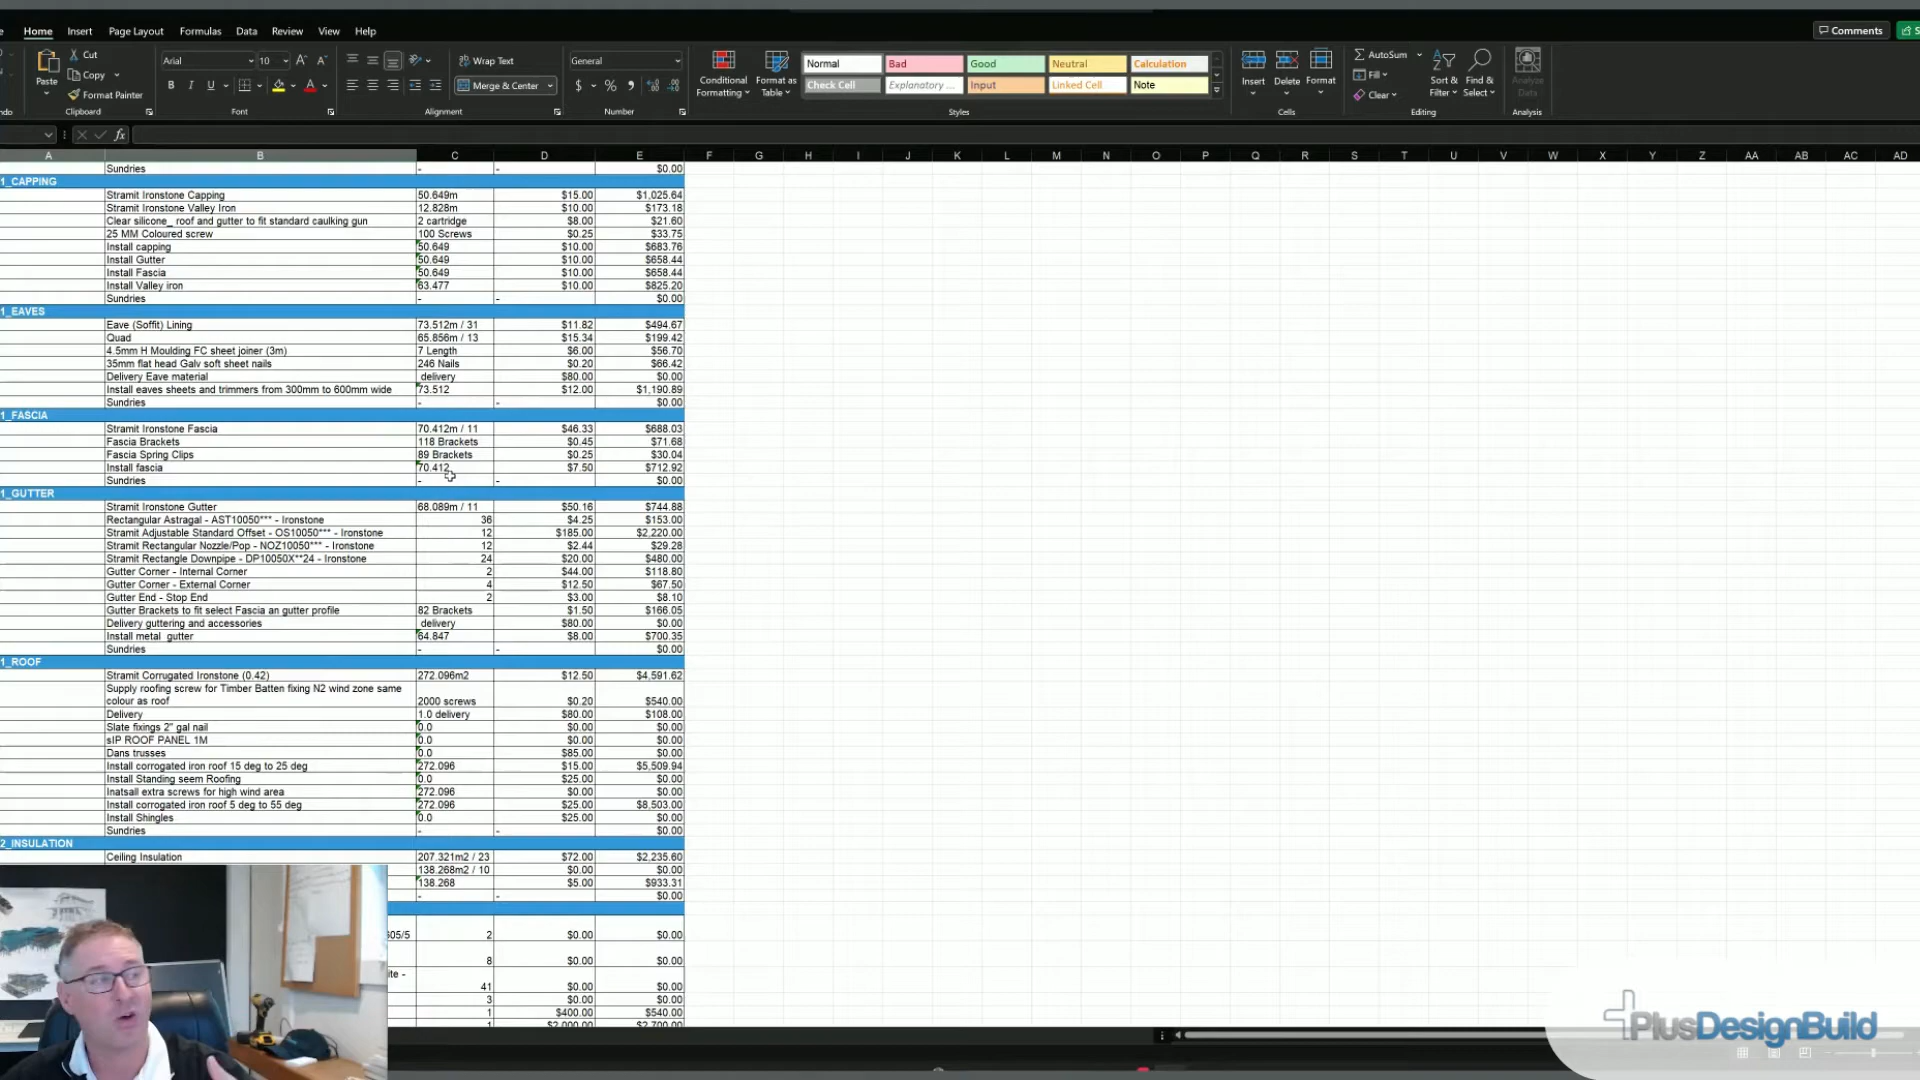 Home Insert Page Layout Formulas Data Review View Help Comments
Cut Arial 10 Wrap Text General Normal Bad Good Neutral Calculation AutoSum
Copy Fill
Paste Format Painter B I U Merge & Center $ % Conditional Formatting Format as Table Check Cell Explanatory ... Input Linked Cell Note Insert Delete Format Clear Sort & Filter Find & Select Analyze Data
Clipboard Font Alignment Number Styles Cells Editing Analysis
fx
A B C D E F G H I J K L M N O P Q R S T U V W X Y Z AA AB AC AD
Sundries - - $0.00
1_CAPPING
Stramit Ironstone Capping 50.649m $15.00 $1,025.64
Stramit Ironstone Valley Iron 12.828m $10.00 $173.18
Clear silicone_ roof and gutter to fit standard caulking gun 2 cartridge $8.00 $21.60
25 MM Coloured screw 100 Screws $0.25 $33.75
Install capping 50.649 $10.00 $683.76
Install Gutter 50.649 $10.00 $658.44
Install Fascia 50.649 $10.00 $658.44
Install Valley iron 63.477 $10.00 $825.20
Sundries - - $0.00
1_EAVES
Eave (Soffit) Lining 73.512m / 31 $11.82 $494.67
Quad 65.856m / 13 $15.34 $199.42
4.5mm H Moulding FC sheet joiner (3m) 7 Length $6.00 $56.70
35mm flat head Galv soft sheet nails 246 Nails $0.20 $66.42
Delivery Eave material delivery $80.00 $0.00
Install eaves sheets and trimmers from 300mm to 600mm wide 73.512 $12.00 $1,190.89
Sundries - - $0.00
1_FASCIA
Stramit Ironstone Fascia 70.412m / 11 $46.33 $688.03
Fascia Brackets 118 Brackets $0.45 $71.68
Fascia Spring Clips 89 Brackets $0.25 $30.04
Install fascia 70.412 $7.50 $712.92
Sundries - - $0.00
1_GUTTER
Stramit Ironstone Gutter 68.089m / 11 $50.16 $744.88
Rectangular Astragal - AST10050*** - Ironstone 36 $4.25 $153.00
Stramit Adjustable Standard Offset - OS10050*** - Ironstone 12 $185.00 $2,220.00
Stramit Rectangular Nozzle/Pop - NOZ10050*** - Ironstone 12 $2.44 $29.28
Stramit Rectangle Downpipe - DP10050X**24 - Ironstone 24 $20.00 $480.00
Gutter Corner - Internal Corner 2 $44.00 $118.80
Gutter Corner - External Corner 4 $12.50 $67.50
Gutter End - Stop End 2 $3.00 $8.10
Gutter Brackets to fit select Fascia an gutter profile 82 Brackets $1.50 $166.05
Delivery guttering and accessories delivery $80.00 $0.00
Install metal gutter 64.847 $8.00 $700.35
Sundries - - $0.00
1_ROOF
Stramit Corrugated Ironstone (0.42) 272.096m2 $12.50 $4,591.62
Supply roofing screw for Timber Batten fixing N2 wind zone same
colour as roof 2000 screws $0.20 $540.00
Delivery 1.0 delivery $80.00 $108.00
Slate fixings 2" gal nail 0.0 $0.00 $0.00
sIP ROOF PANEL 1M 0.0 $0.00 $0.00
Dans trusses 0.0 $85.00 $0.00
Install corrogated iron roof 15 deg to 25 deg 272.096 $15.00 $5,509.94
Install Standing seem Roofing 0.0 $25.00 $0.00
Inatsall extra screws for high wind area 272.096 $0.00 $0.00
Install corrogated iron roof 5 deg to 55 deg 272.096 $25.00 $8,503.00
Install Shingles 0.0 $25.00 $0.00
Sundries - - $0.00
2_INSULATION
Ceiling Insulation 207.321m2 / 23 $72.00 $2,235.60
138.268m2 / 10 $0.00 $0.00
138.268 $5.00 $933.31
- - $0.00
605/5 2 $0.00 $0.00
8 $0.00 $0.00
ite -
41 $0.00 $0.00
3 $0.00 $0.00
1 $400.00 $540.00
1 $2,000.00 $2,700.00
PlusDesignBuild